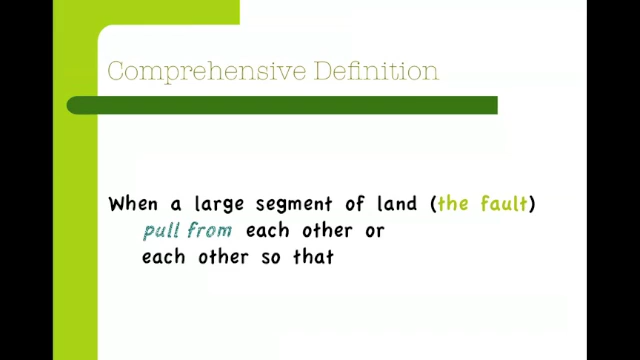 Comprehensive Definition
When a large segment of land (the fault)
pull from each other or
each other so that